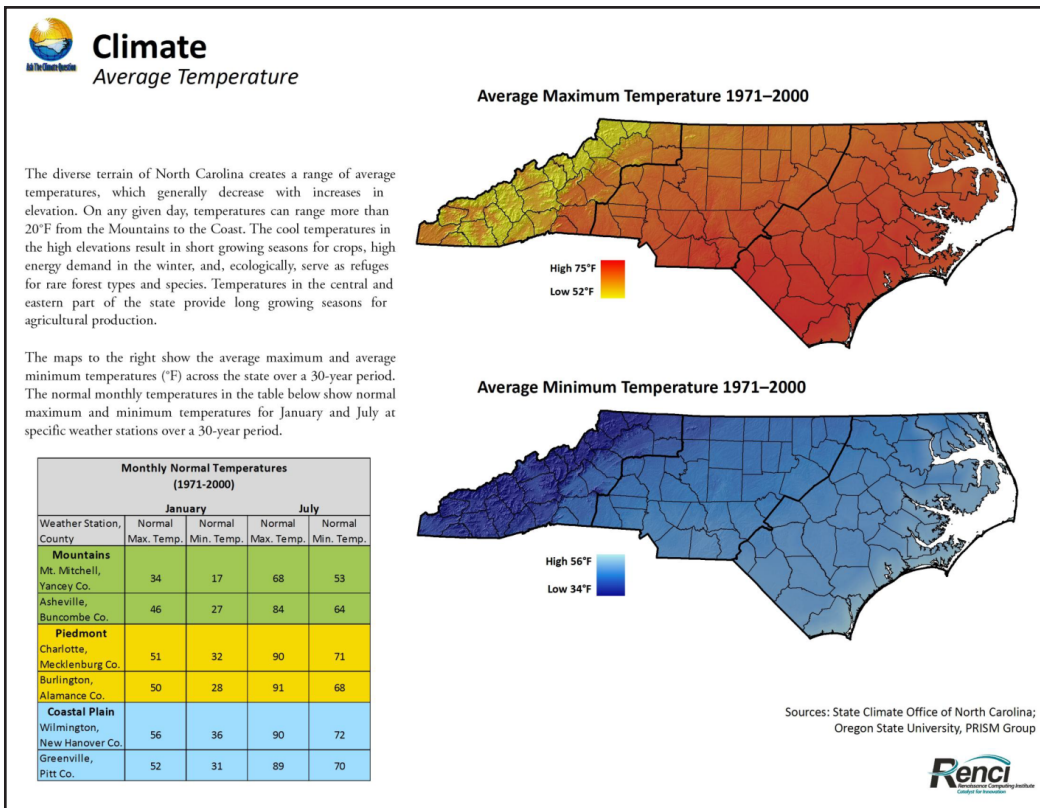 Ask The Climate Question
Climate
Average Temperature
The diverse terrain of North Carolina creates a range of average
temperatures, which generally decrease with increases in
elevation. On any given day, temperatures can range more than
20°F from the Mountains to the Coast. The cool temperatures in
the high elevations result in short growing seasons for crops, high
energy demand in the winter, and, ecologically, serve as refuges
for rare forest types and species. Temperatures in the central and
eastern part of the state provide long growing seasons for
agricultural production.
The maps to the right show the average maximum and average
minimum temperatures (°F) across the state over a 30-year period.
The normal monthly temperatures in the table below show normal
maximum and minimum temperatures for January and July at
specific weather stations over a 30-year period.
Monthly Normal Temperatures
(1971-2000)
January July
Weather Station, Normal Normal Normal Normal
County Max. Temp. Min. Temp. Max. Temp. Min. Temp.
Mountains
Mt. Mitchell,
Yancey Co. 34 17 68 53
Asheville,
Buncombe Co. 46 27 84 64
Piedmont
Charlotte,
Mecklenburg Co. 51 32 90 71
Burlington,
Alamance Co. 50 28 91 68
Coastal Plain
Wilmington,
New Hanover Co. 56 36 90 72
Greenville,
Pitt Co. 52 31 89 70
Average Maximum Temperature 1971–2000
High 75°F
Low 52°F
Average Minimum Temperature 1971–2000
High 56°F
Low 34°F
Sources: State Climate Office of North Carolina;
Oregon State University, PRISM Group
Renci
Renaissance Computing Institute
Catalyst for Innovation